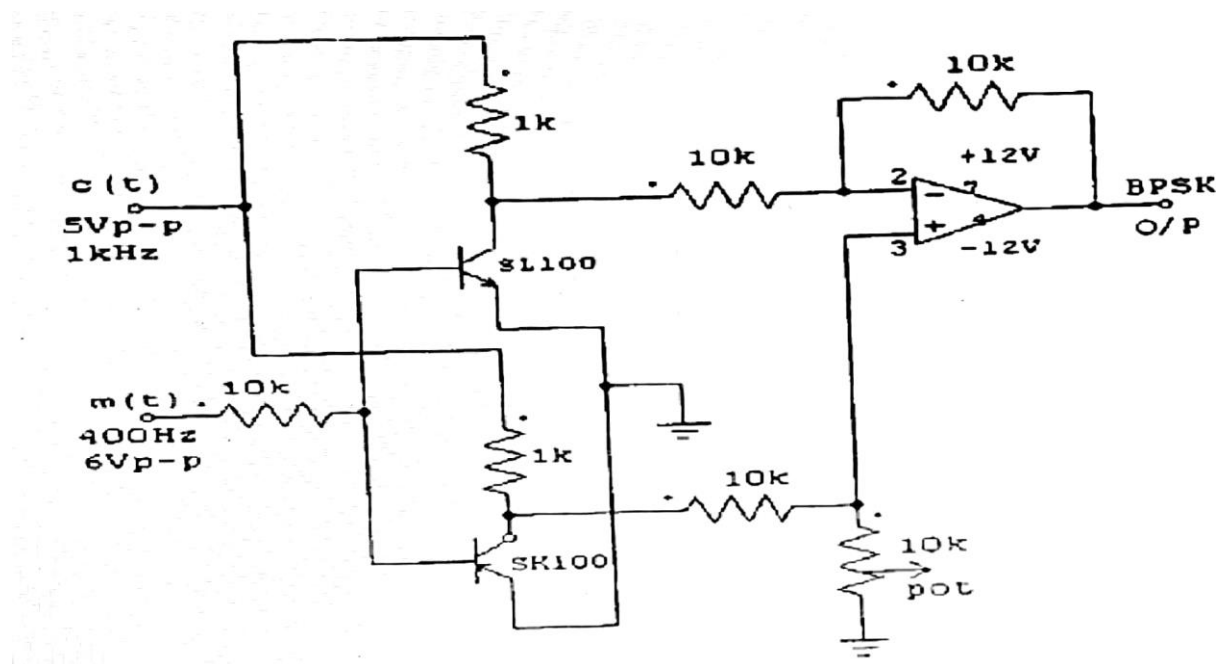 10k
1k
10k
+12V
c(t)
5Vp-p
1kHz
2
7
-
BPSK
O/P
+
4
3
-12V
SL100
10k
m(t)
400Hz
6Vp-p
1k
10k
SK100
10k
pot